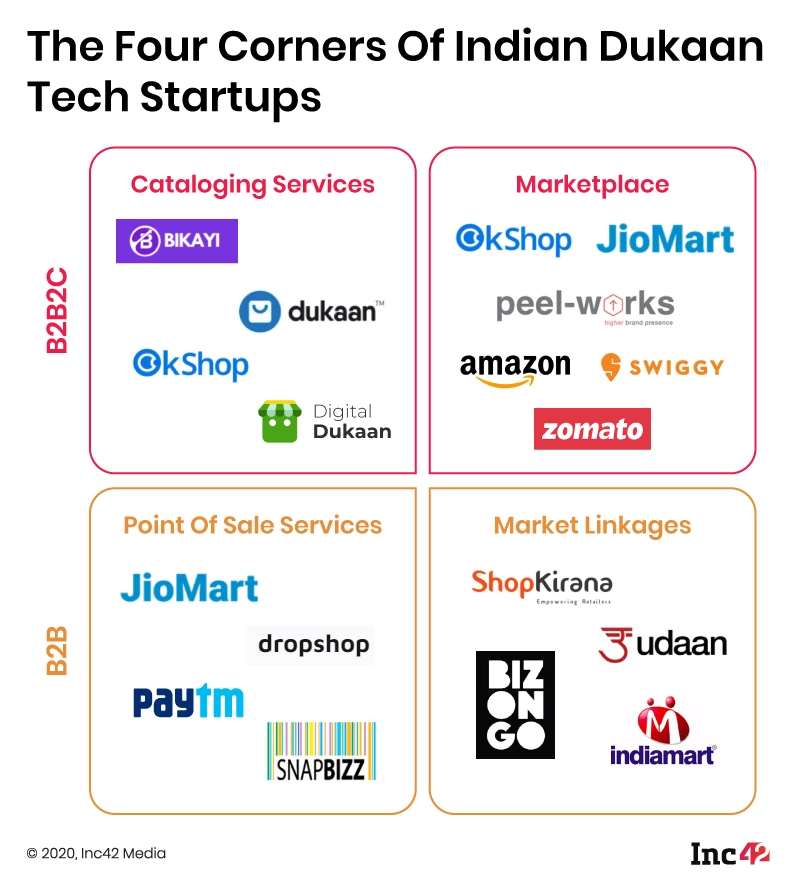 The Four Corners Of Indian Dukaan
Tech Startups
B2B2C
Cataloging Services
BIKAYI
dukaan™
OkShop
Digital
Dukaan
Marketplace
OkShop
JioMart
peel-works
higher brand presence
amazon
SWIGGY
zomato
B2B
Point Of Sale Services
JioMart
dropshop
paytm
SNAPBIZZ
Market Linkages
ShopKirana
Empowering Retailers
udaan
BIZ
ON
GO
indiamart®
© 2020, Inc42 Media
Inc42